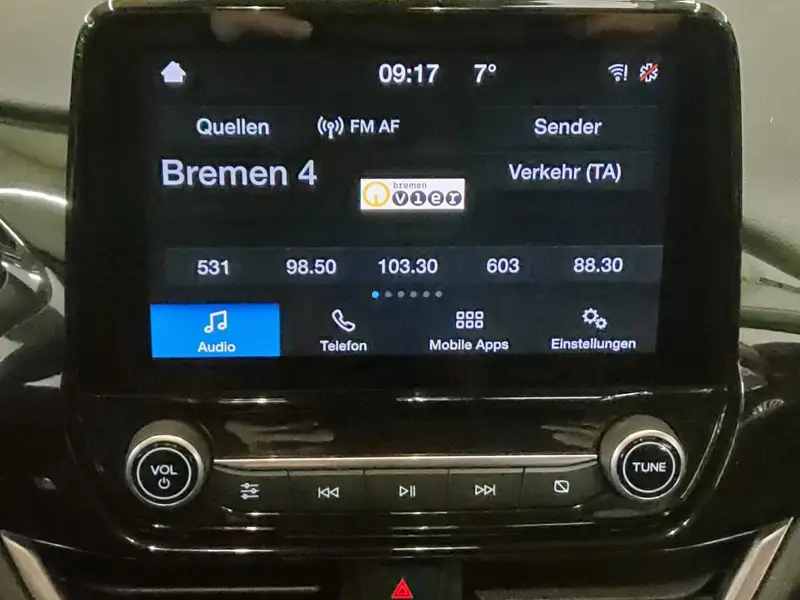 09:17 7°
Quellen FM AF Sender
Bremen 4 Verkehr (TA)
bremen
vier
531 98.50 103.30 603 88.30
Audio Telefon Mobile Apps Einstellungen
VOL TUNE